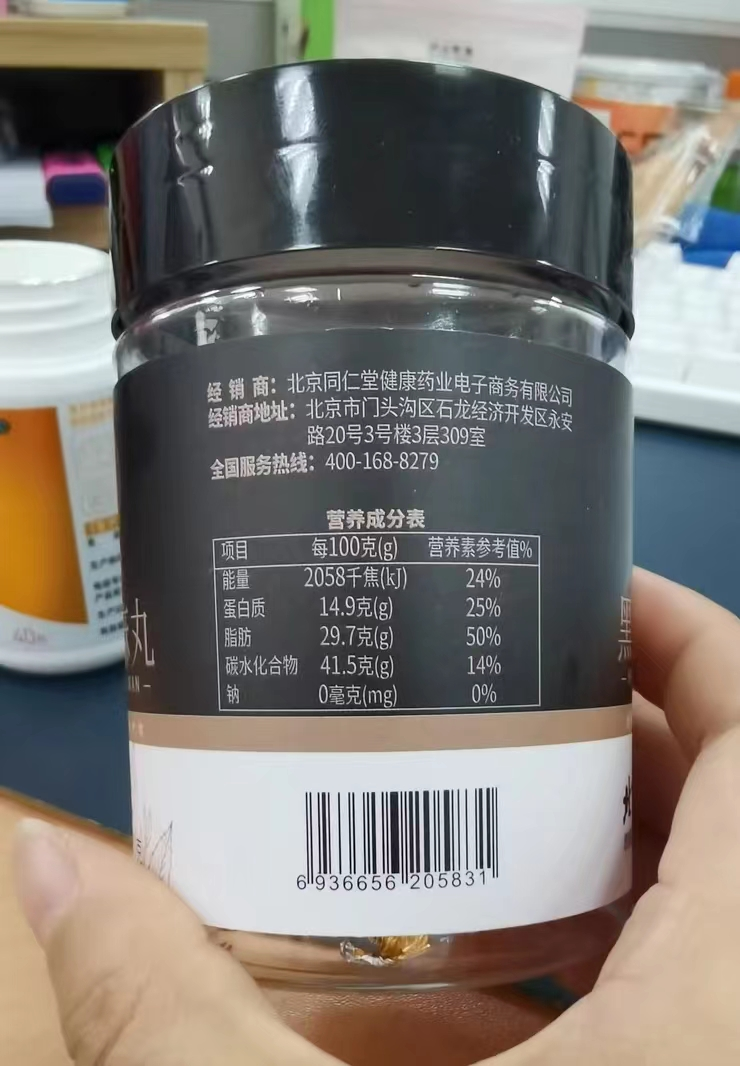 经 销 商：北京同仁堂健康药业电子商务有限公司
经销商地址：北京市门头沟区石龙经济开发区永安
路20号3号楼3层309室
全国服务热线：400-168-8279
营养成分表
项目 每100克(g) 营养素参考值%
能量 2058千焦(kJ) 24%
蛋白质 14.9克(g) 25%
脂肪 29.7克(g) 50%
碳水化合物 41.5克(g) 14%
钠 0毫克(mg) 0%
丸
黑
6 936656 205831